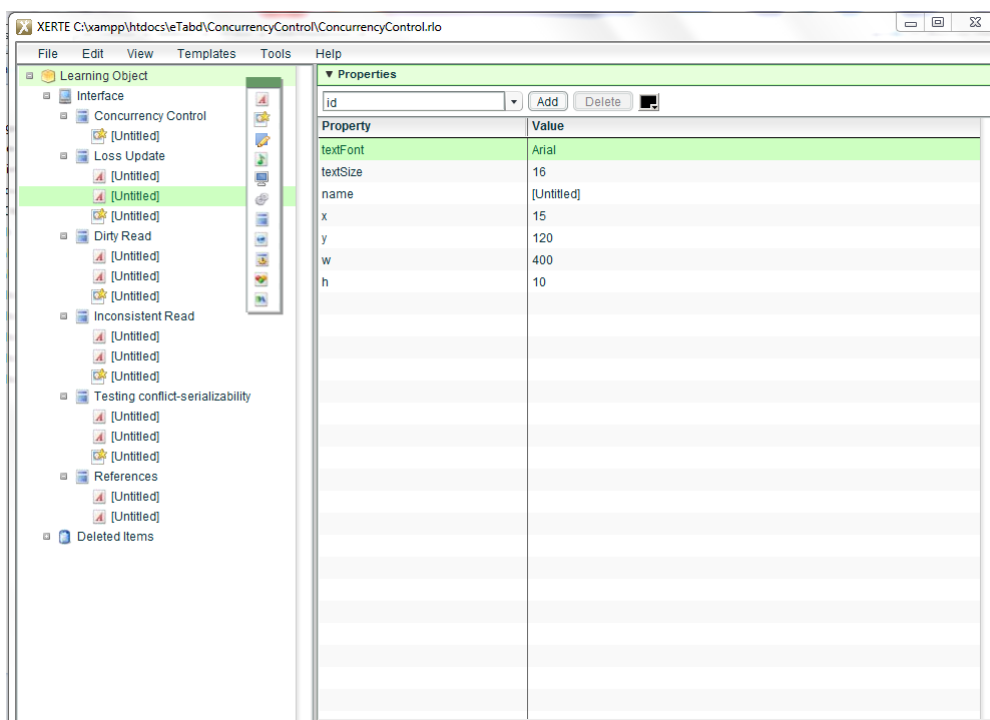 XERTE C:\xampp\htdocs\eTabd\ConcurrencyControl\ConcurrencyControl.rlo
File Edit View Templates Tools Help
Learning Object
Interface
Concurrency Control
[Untitled]
Loss Update
[Untitled]
[Untitled]
[Untitled]
Dirty Read
[Untitled]
[Untitled]
[Untitled]
Inconsistent Read
[Untitled]
[Untitled]
[Untitled]
Testing conflict-serializability
[Untitled]
[Untitled]
[Untitled]
References
[Untitled]
[Untitled]
Deleted Items
▼ Properties
id Add Delete
Property Value
textFont Arial
textSize 16
name [Untitled]
x 15
y 120
w 400
h 10